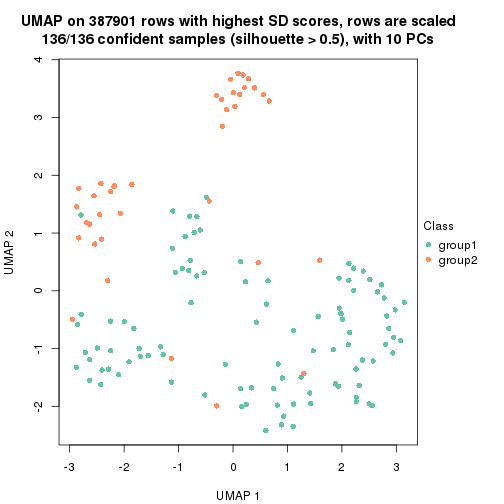 UMAP on 387901 rows with highest SD scores, rows are scaled
136/136 confident samples (silhouette > 0.5), with 10 PCs
4
3
2
1
0
-1
-2
UMAP 2
-3
-2
-1
0
1
2
3
UMAP 1
Class
group1
group2